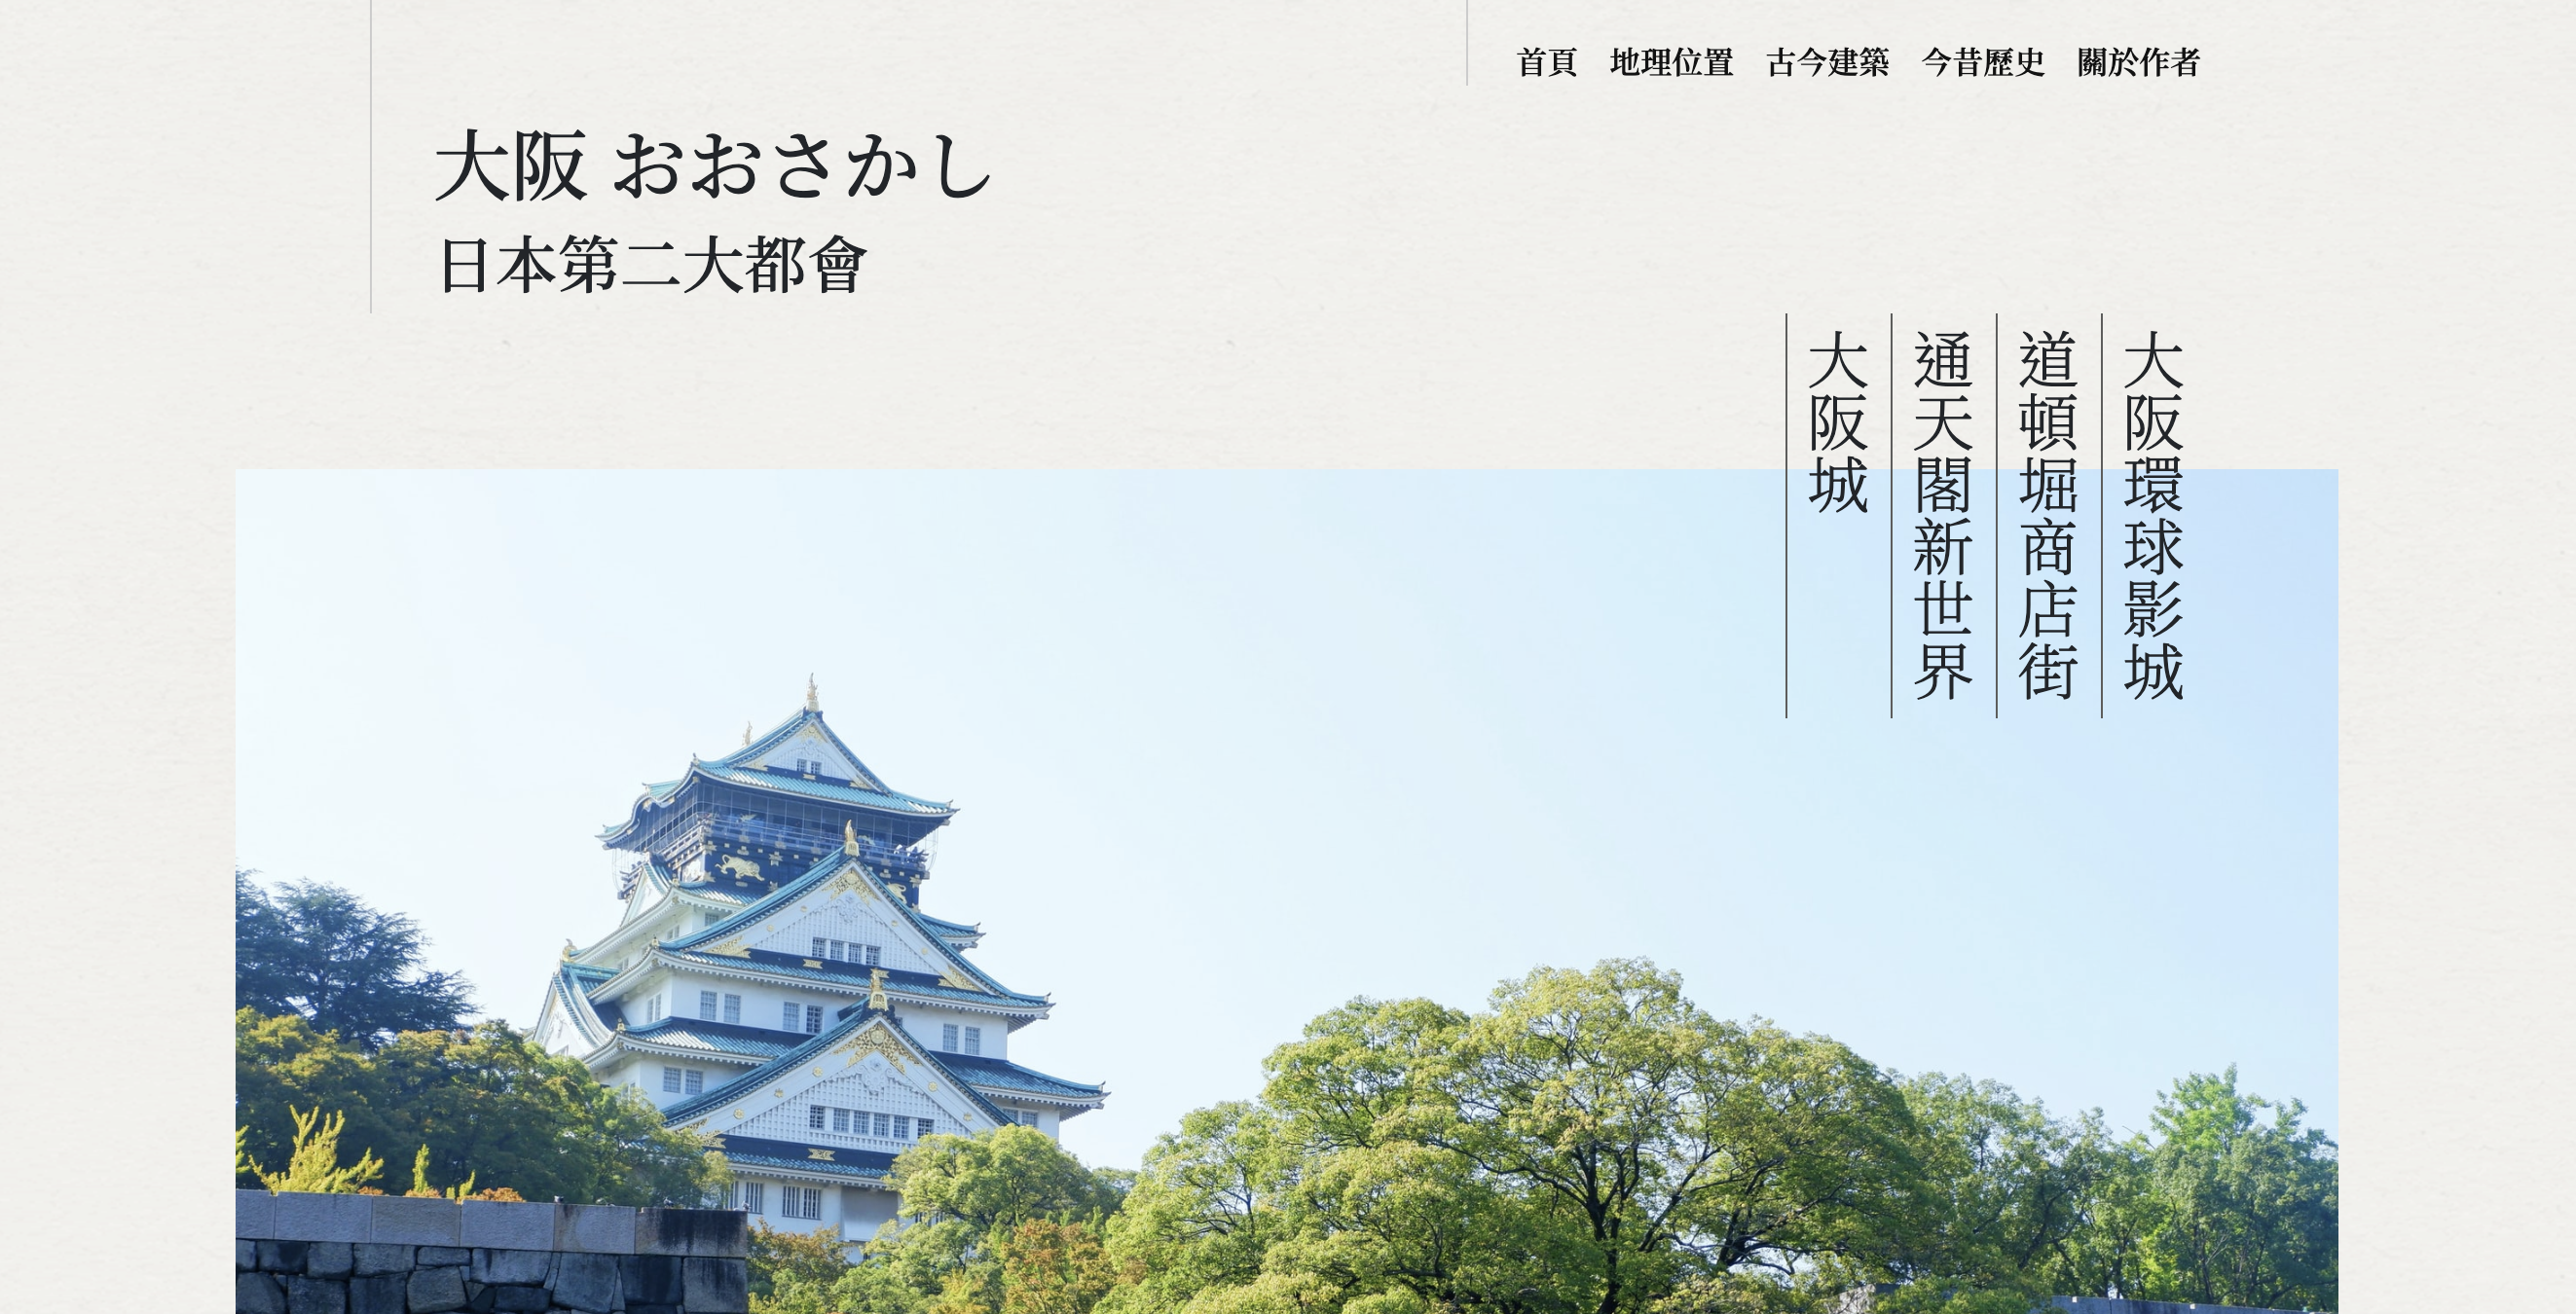 首頁 地理位置 古今建築 今昔歷史 關於作者
大阪 おおさかし
日本第二大都會
大阪環球影城
道頓堀商店街
通天閣新世界
大阪城